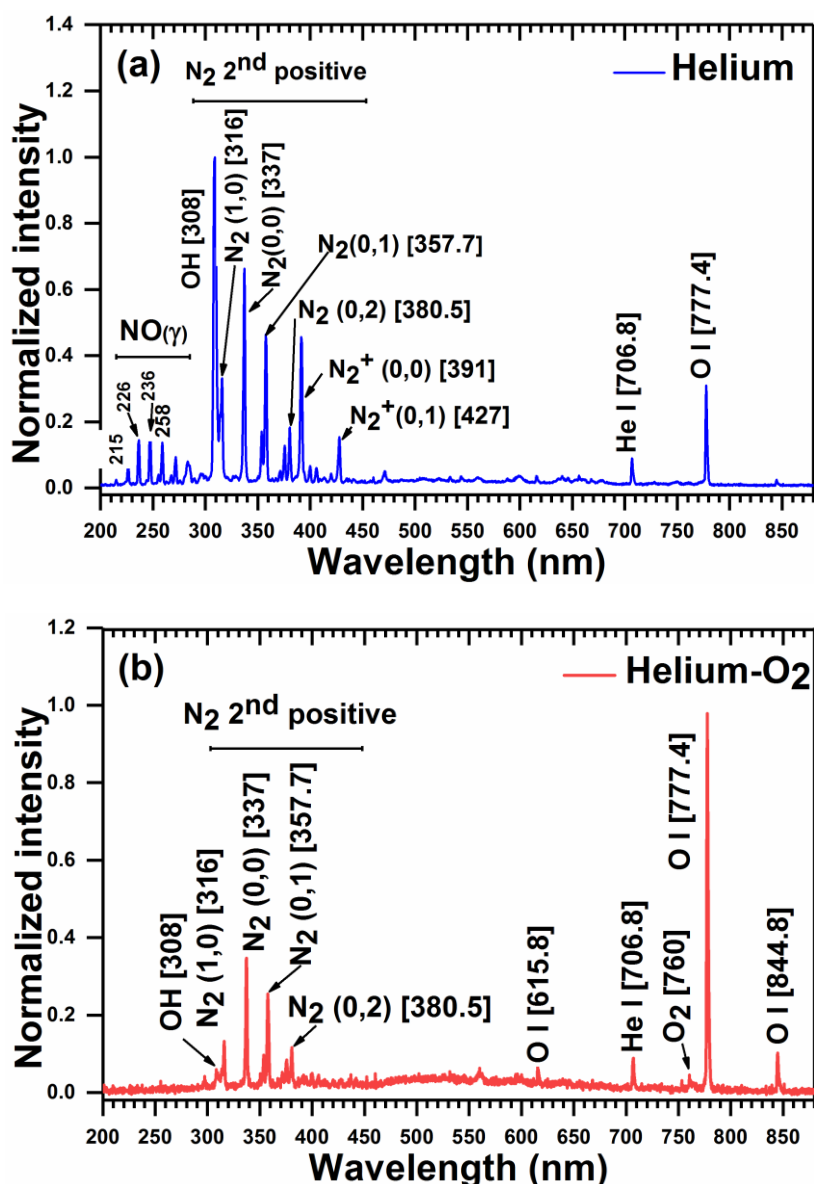 (a)
Helium
N2 2nd positive
OH [308]
N2 (1,0) [316]
N2(0,0) [337]
N2(0,1) [357.7]
N2 (0,2) [380.5]
N2+ (0,0) [391]
N2+(0,1) [427]
NO(γ)
215
226
236
258
He I [706.8]
O I [777.4]
Normalized intensity
1.4
1.2
1.0
0.8
0.6
0.4
0.2
0.0
200 250 300 350 400 450 500 550 600 650 700 750 800 850
Wavelength (nm)
(b)
Helium-O2
N2 2nd positive
OH [308]
N2 (1,0) [316]
N2 (0,0) [337]
N2 (0,1) [357.7]
N2 (0,2) [380.5]
O I [615.8]
He I [706.8]
O2 [760]
O I [777.4]
O I [844.8]
Normalized intensity
1.2
1.0
0.8
0.6
0.4
0.2
0.0
200 250 300 350 400 450 500 550 600 650 700 750 800 850
Wavelength (nm)